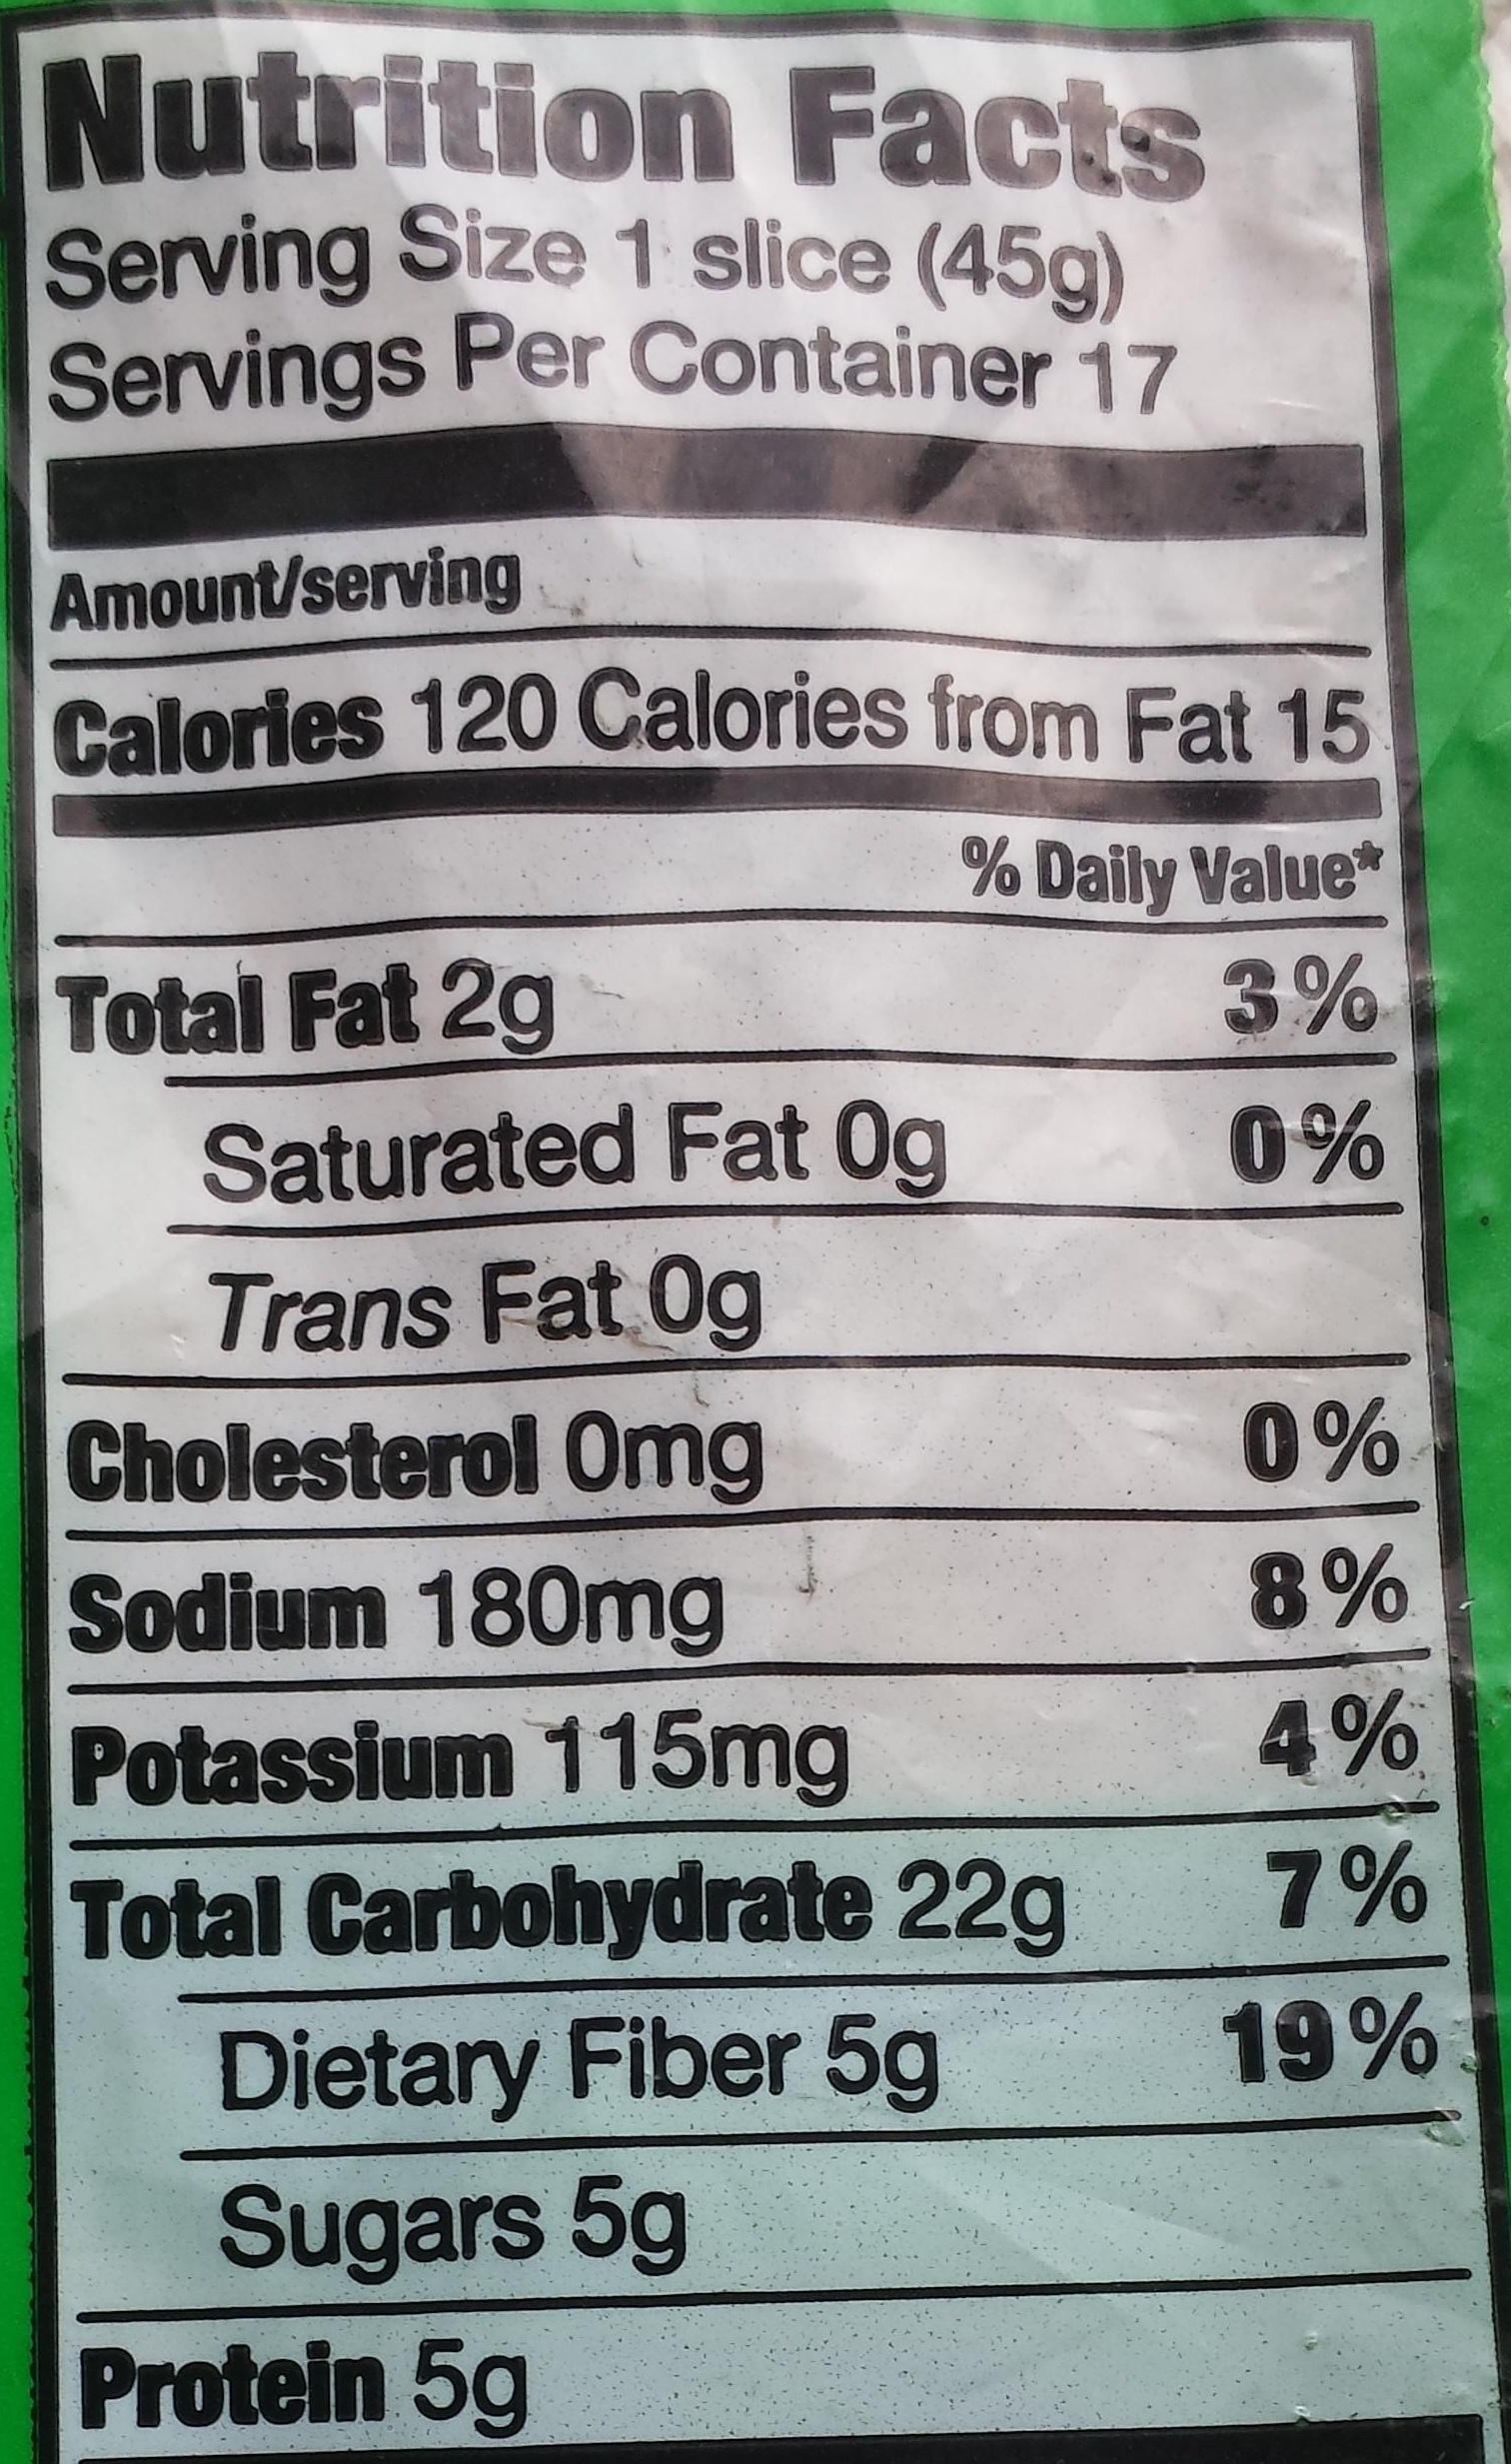 Nutrition Facts
Serving Size 1 slice (45g)
Servings Per Container 17
Amount/serving
Calories 120 Calories from Fat 15
% Daily Value*
Total Fat 2g 3%
Saturated Fat 0g 0%
Trans Fat 0g
Cholesterol 0mg 0%
Sodium 180mg 8%
Potassium 115mg 4%
Total Carbohydrate 22g 7%
Dietary Fiber 5g 19%
Sugars 5g
Protein 5g